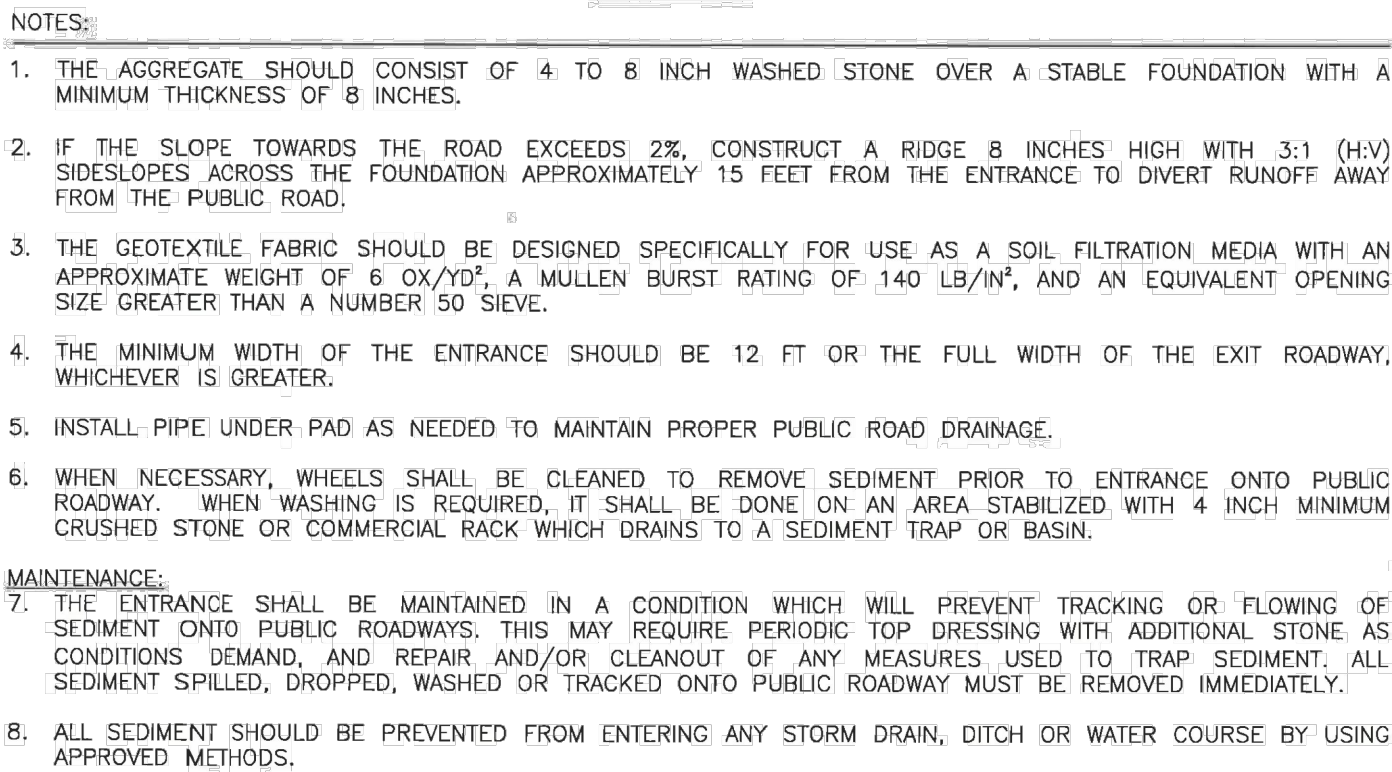 NOTES:
1. THE AGGREGATE SHOULD CONSIST OF 4 TO 8 INCH WASHED STONE OVER A STABLE FOUNDATION WITH A
MINIMUM THICKNESS OF 8 INCHES.
2. IF THE SLOPE TOWARDS THE ROAD EXCEEDS 2%, CONSTRUCT A RIDGE 8 INCHES HIGH WITH 3:1 (H:V)
SIDESLOPES ACROSS THE FOUNDATION APPROXIMATELY 15 FEET FROM THE ENTRANCE TO DIVERT RUNOFF AWAY
FROM THE PUBLIC ROAD.
3. THE GEOTEXTILE FABRIC SHOULD BE DESIGNED SPECIFICALLY FOR USE AS A SOIL FILTRATION MEDIA WITH AN
APPROXIMATE WEIGHT OF 6 OX/YD², A MULLEN BURST RATING OF 140 LB/IN², AND AN EQUIVALENT OPENING
SIZE GREATER THAN A NUMBER 50 SIEVE.
4. THE MINIMUM WIDTH OF THE ENTRANCE SHOULD BE 12 FT OR THE FULL WIDTH OF THE EXIT ROADWAY,
WHICHEVER IS GREATER.
5. INSTALL PIPE UNDER PAD AS NEEDED TO MAINTAIN PROPER PUBLIC ROAD DRAINAGE.
6. WHEN NECESSARY, WHEELS SHALL BE CLEANED TO REMOVE SEDIMENT PRIOR TO ENTRANCE ONTO PUBLIC
ROADWAY. WHEN WASHING IS REQUIRED, IT SHALL BE DONE ON AN AREA STABILIZED WITH 4 INCH MINIMUM
CRUSHED STONE OR COMMERCIAL RACK WHICH DRAINS TO A SEDIMENT TRAP OR BASIN.
MAINTENANCE:
7. THE ENTRANCE SHALL BE MAINTAINED IN A CONDITION WHICH WILL PREVENT TRACKING OR FLOWING OF
SEDIMENT ONTO PUBLIC ROADWAYS. THIS MAY REQUIRE PERIODIC TOP DRESSING WITH ADDITIONAL STONE AS
CONDITIONS DEMAND, AND REPAIR AND/OR CLEANOUT OF ANY MEASURES USED TO TRAP SEDIMENT. ALL
SEDIMENT SPILLED, DROPPED, WASHED OR TRACKED ONTO PUBLIC ROADWAY MUST BE REMOVED IMMEDIATELY.
8. ALL SEDIMENT SHOULD BE PREVENTED FROM ENTERING ANY STORM DRAIN, DITCH OR WATER COURSE BY USING
APPROVED METHODS.